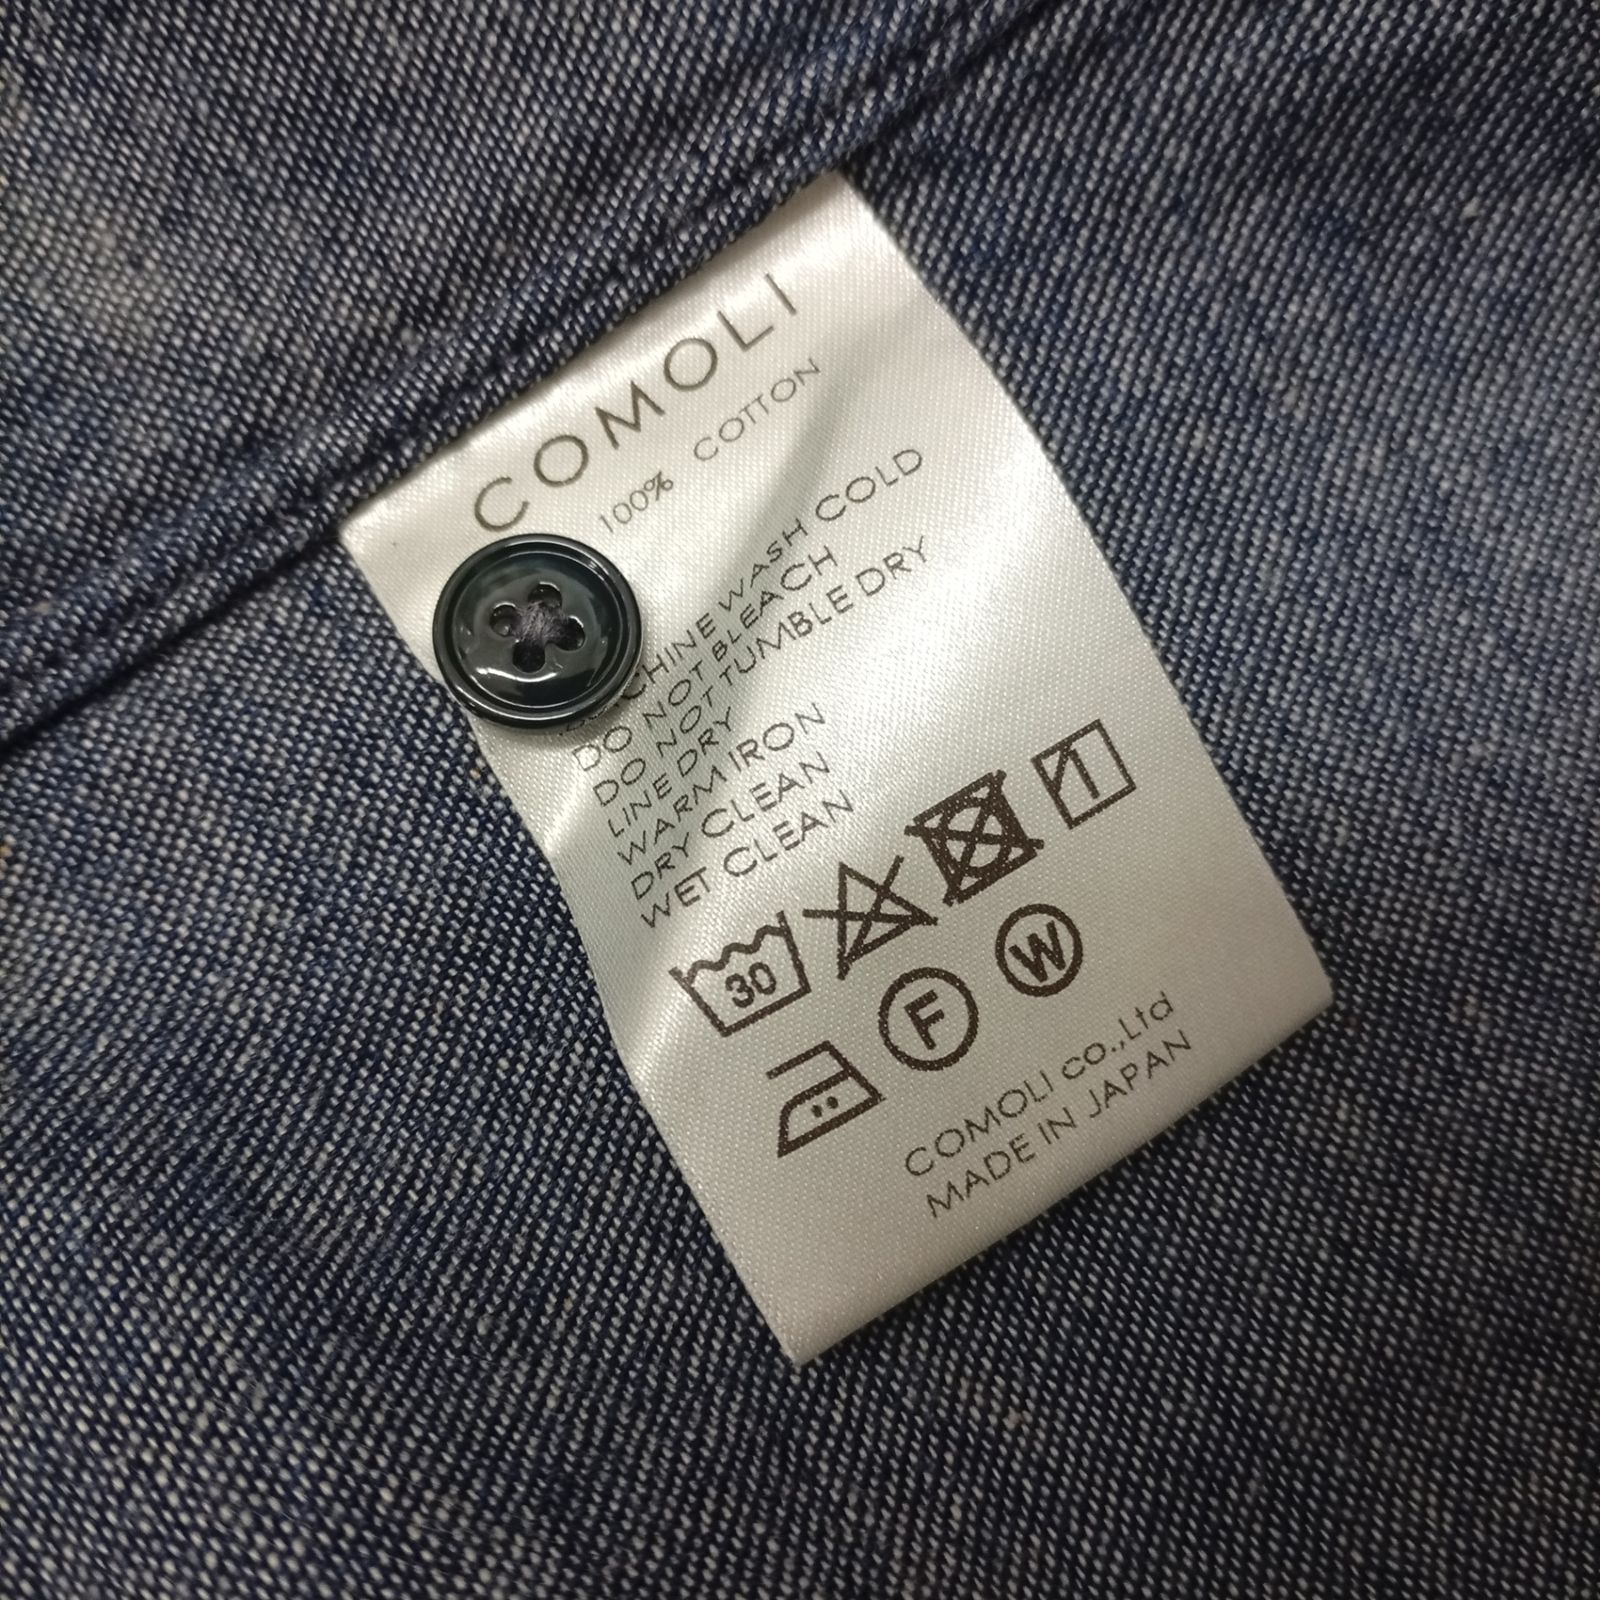 COMOLI
100% COTTON
WASH COLD
DO NOT BLEACH
DO NOT TUMBLE DRY
LINE DRY
WARM IRON
DRY CLEAN
WET CLEAN
30
F
W
COMOLI co.,Ltd
MADE IN JAPAN